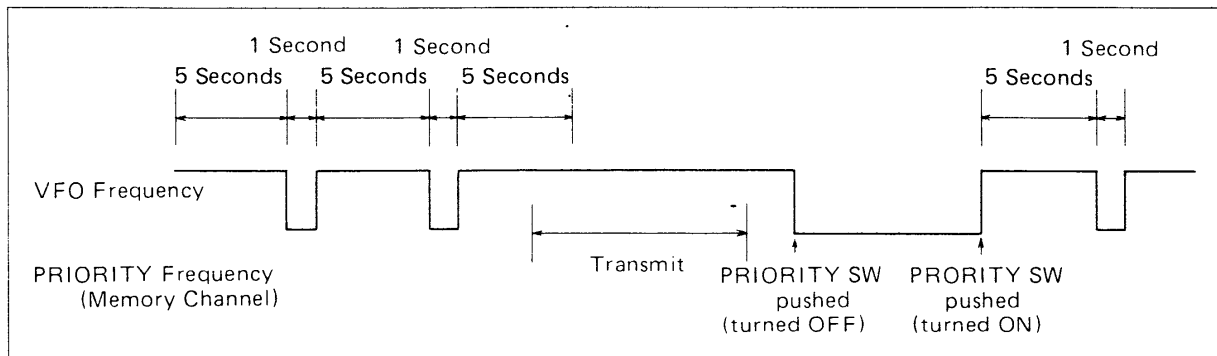 1 Second 1 Second 1 Second
5 Seconds 5 Seconds 5 Seconds 5 Seconds
VFO Frequency
Transmit
PRIORITY Frequency
(Memory Channel)
PRIORITY SW
pushed
(turned OFF)
PRORITY SW
pushed
(turned ON)